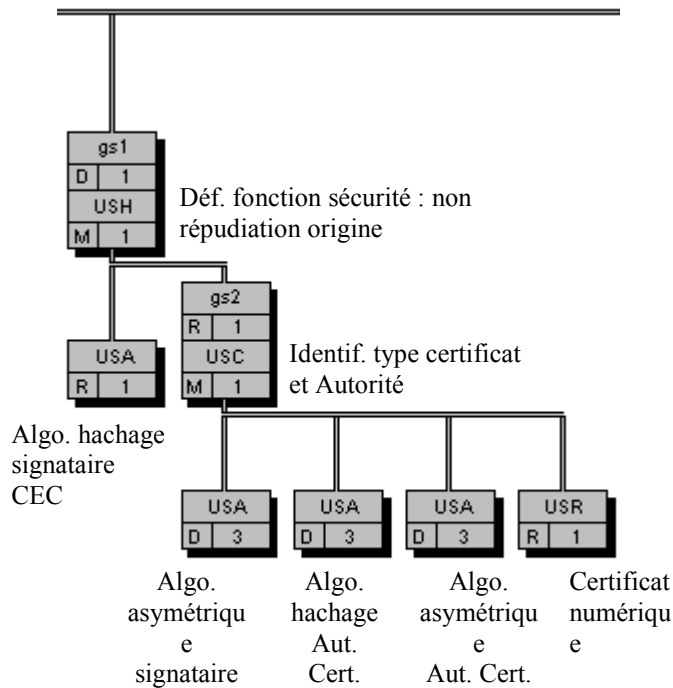 gs1
D 1
USH
M 1
Déf. fonction sécurité : non
répudiation origine
gs2
R 1
USC
M 1
Identif. type certificat
et Autorité
USA
R 1
Algo. hachage
signataire
CEC
USA
D 3
USA
D 3
USA
D 3
USR
R 1
Algo.
asymétriqu
e
signataire
Algo.
hachage
Aut.
Cert.
Algo.
asymétriqu
e
Aut. Cert.
Certificat
numériqu
e